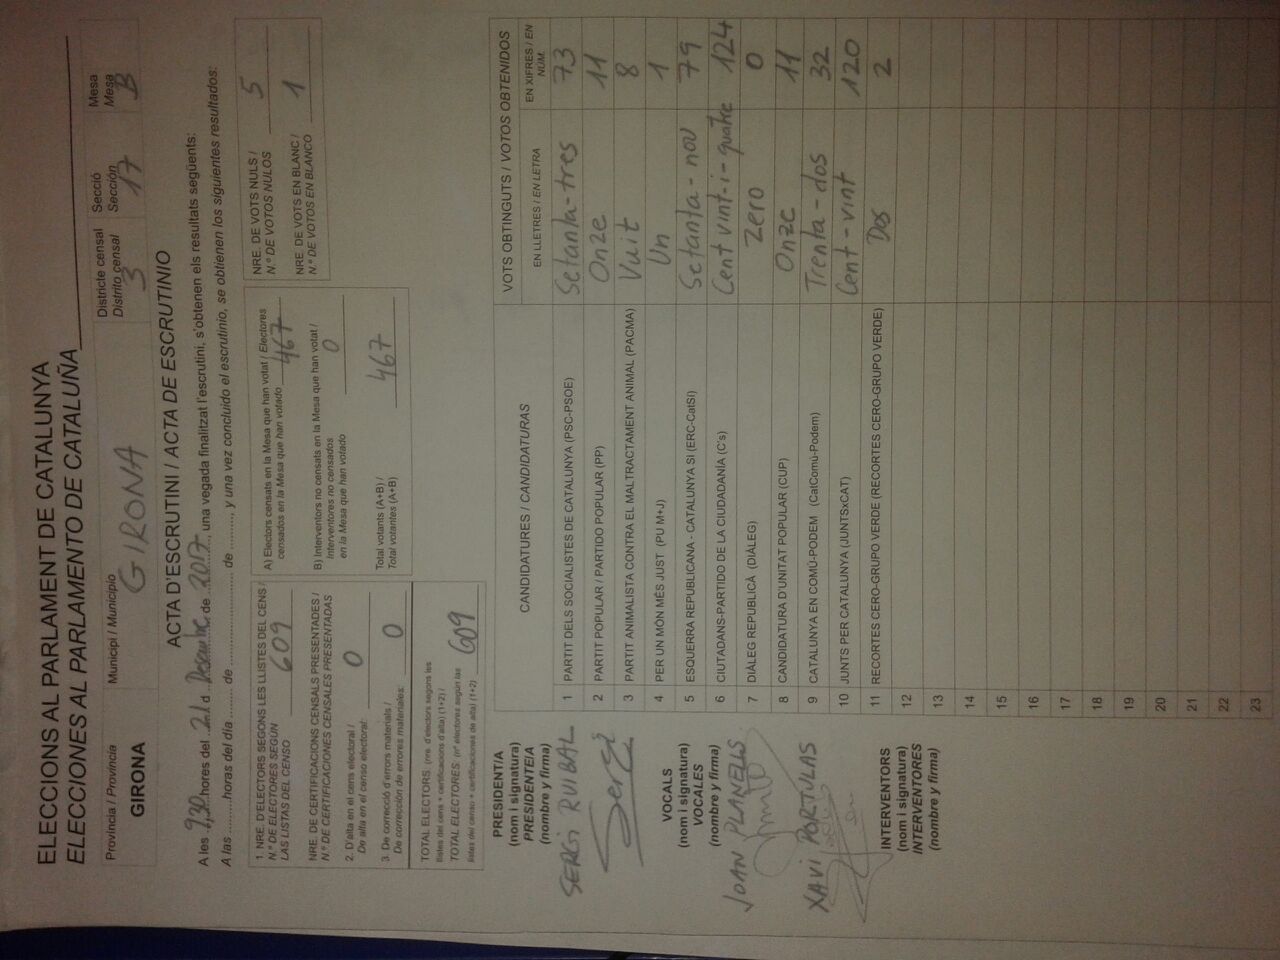 ELECCIONS AL PARLAMENT DE CATALUNYA
ELECCIONES AL PARLAMENTO DE CATALUÑA
Província / Provincia
GIRONA
Municipi / Municipio
GIRONA
Districte censal
Distrito censal
3
Secció
Sección
17
Mesa
Mesa
B
ACTA D'ESCRUTINI / ACTA DE ESCRUTINIO
A les 9,30 hores del 21 d Desembre de 2017, una vegada finalitzat l'escrutini, s'obtenen els resultats següents:
A las .......... horas del día ........ de .......................... de ........., y una vez concluido el escrutinio, se obtienen los siguientes resultados:
1. NRE. D'ELECTORS SEGONS LES LLISTES DEL CENS /
N.º DE ELECTORES SEGÚN
LAS LISTAS DEL CENSO
609
NRE. DE CERTIFICACIONS CENSALS PRESENTADES /
N.º DE CERTIFICACIONES CENSALES PRESENTADAS
2. D'alta en el cens electoral /
De alta en el censo electoral:
0
3. De correcció d'errors materials /
De corrección de errores materiales:
0
TOTAL ELECTORS (nre. d'electors segons les
llistes del cens + certificacions d'alta) (1+2) /
TOTAL ELECTORES: (nº electores según las
listas del censo + certificaciones de alta) (1+2)
609
A) Electors censats en la Mesa que han votat / Electores
censados en la Mesa que han votado
467
B) Interventors no censats en la Mesa que han votat /
Interventores no censados
en la Mesa que han votado
0
Total votants (A+B) /
Total votantes (A+B)
467
NRE. DE VOTS NULS /
N.º DE VOTOS NULOS
5
NRE. DE VOTS EN BLANC /
N.º DE VOTOS EN BLANCO
1
PRESIDENT/A
(nom i signatura)
PRESIDENTE/A
(nombre y firma)
SERGI RUIBAL
Sergi
VOCALS
(nom i signatura)
VOCALES
(nombre y firma)
JOAN PLANELLS
XAVI PORTULAS
INTERVENTORS
(nom i signatura)
INTERVENTORES
(nombre y firma)
CANDIDATURES / CANDIDATURAS
VOTS OBTINGUTS / VOTOS OBTENIDOS
EN LLETRES / EN LETRA
EN XIFRES / EN
NÚM.
1 PARTIT DELS SOCIALISTES DE CATALUNYA (PSC-PSOE) Setanta-tres 73
2 PARTIT POPULAR / PARTIDO POPULAR (PP) Onze 11
3 PARTIT ANIMALISTA CONTRA EL MALTRACTAMENT ANIMAL (PACMA) Vuit 8
4 PER UN MÓN MÉS JUST (PU M+J) Un 1
5 ESQUERRA REPUBLICANA - CATALUNYA SÍ (ERC-CatSí) Setanta-nou 79
6 CIUTADANS-PARTIDO DE LA CIUDADANÍA (C's) Cent vint-i-quatre 124
7 DIÀLEG REPUBLICÀ (DIÀLEG) Zero 0
8 CANDIDATURA D'UNITAT POPULAR (CUP) Onze 11
9 CATALUNYA EN COMÚ-PODEM (CatComú-Podem) Trenta-dos 32
10 JUNTS PER CATALUNYA (JUNTSxCAT) Cent-vint 120
11 RECORTES CERO-GRUPO VERDE (RECORTES CERO-GRUPO VERDE) Dos 2
12
13
14
15
16
17
18
19
20
21
22
23